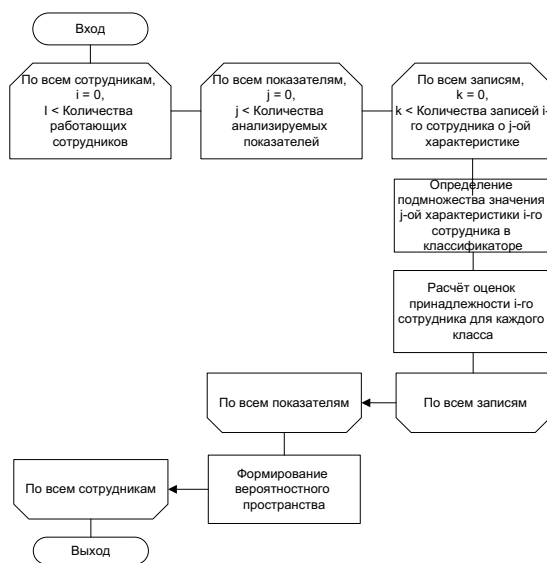 Вход
По всем сотрудникам,
i = 0,
I < Количества
работающих
сотрудников
По всем показателям,
j = 0,
j < Количества
анализируемых
показателей
По всем записям,
k = 0,
k < Количества записей i-
го сотрудника о j-ой
характеристике
Определение
подмножества значения
j-ой характеристики i-го
сотрудника в
классификаторе
Расчёт оценок
принадлежности i-го
сотрудника для каждого
класса
По всем показателям
По всем записям
Формирование
вероятностного
пространства
По всем сотрудникам
Выход